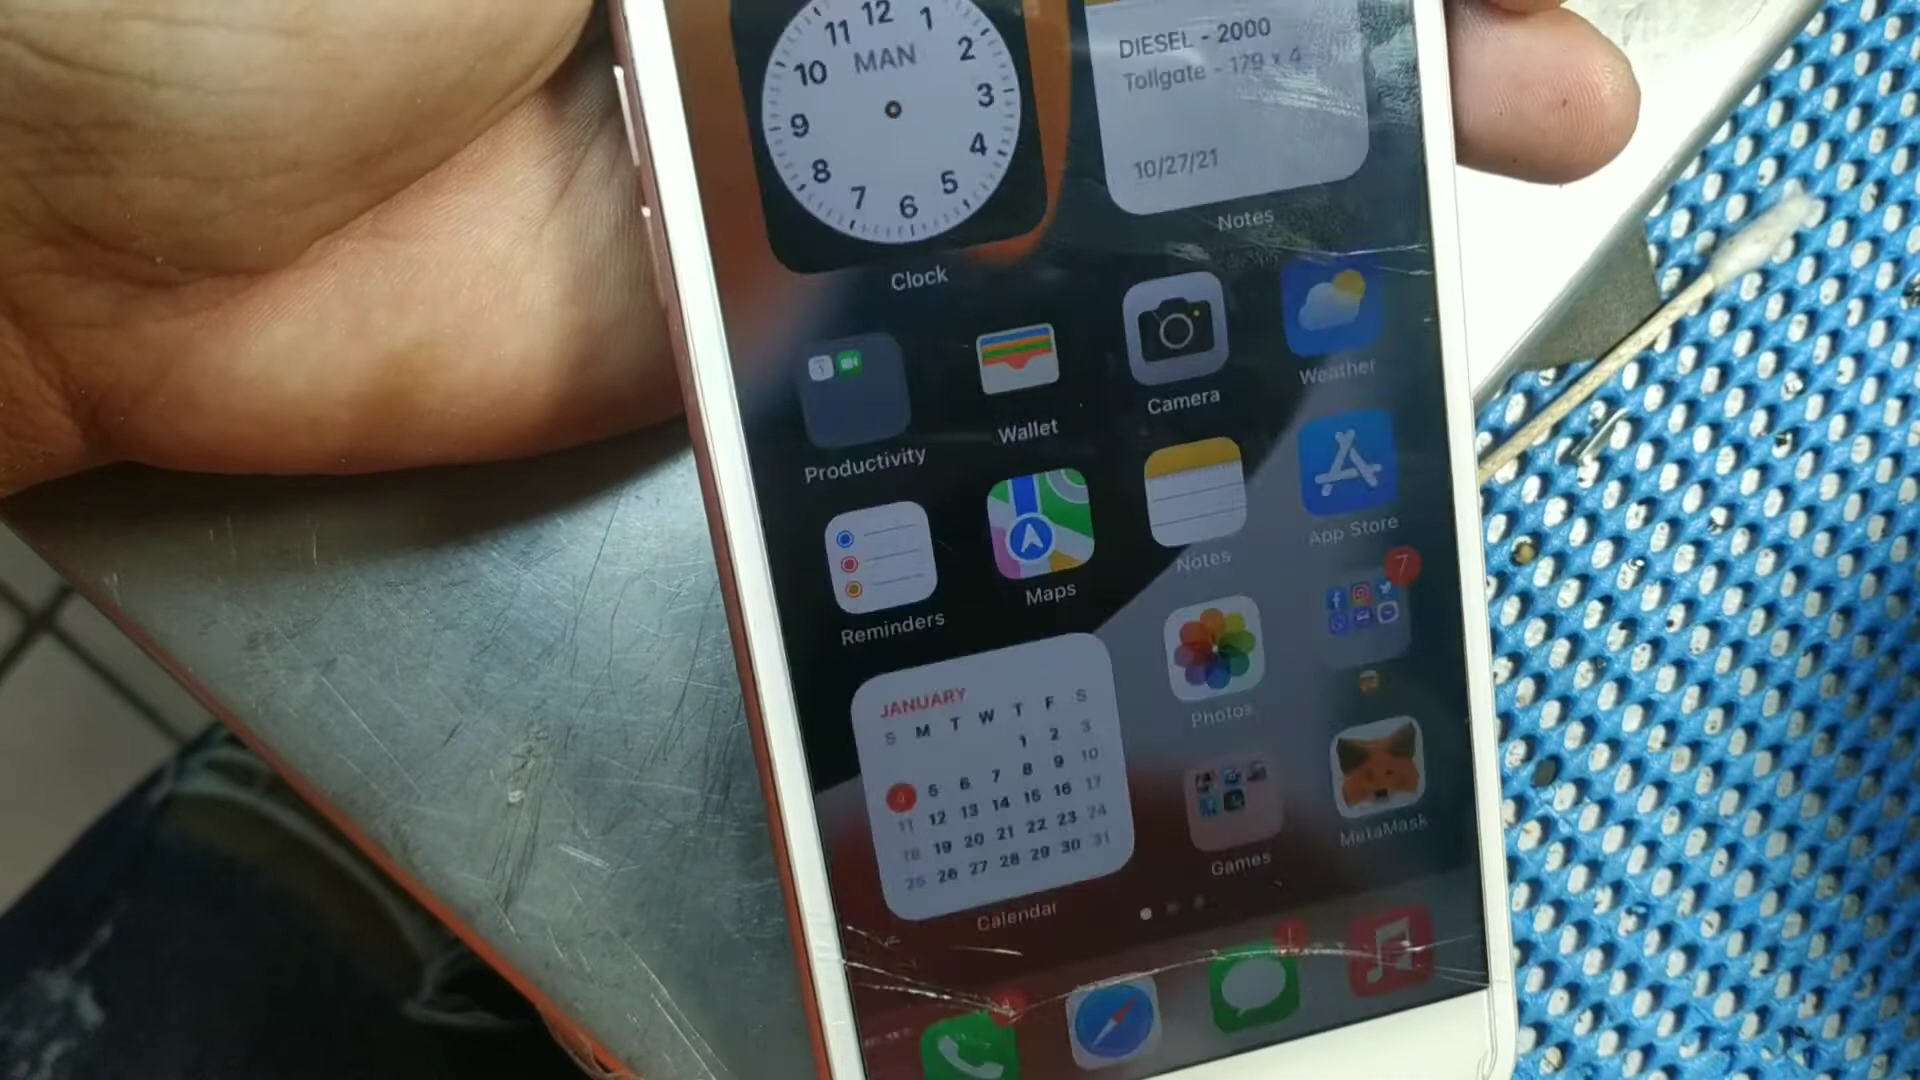 12
11 1
MAN
10 2
9 3
8 4
7 5
6
Clock
DIESEL - 2000
Tollgate - 179 x 4
10/27/21
Notes
Productivity
Wallet
Camera
Weather
Reminders
Maps
Notes
App Store
7
JANUARY
S M T W T F S
1 2 3
4 5 6 7 8 9 10
11 12 13 14 15 16 17
18 19 20 21 22 23 24
25 26 27 28 29 30 31
Calendar
Photos
Games
MetaMask
4
1